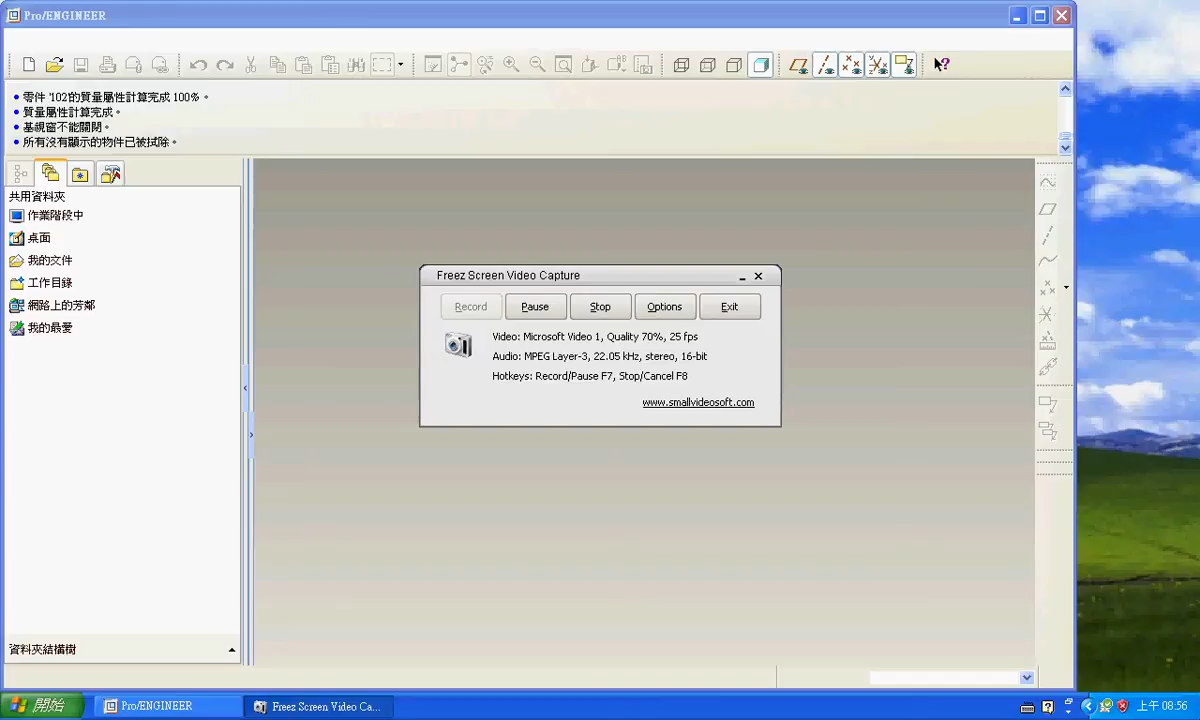 Pro/ENGINEER
零件 '102'的質量屬性計算完成 100%。
質量屬性計算完成。
基視窗不能關閉。
所有沒有顯示的物件已被拭除。
共用資料夾
作業階段中
桌面
我的文件
工作目錄
網路上的芳鄰
我的最愛
資料夾結構樹
Freez Screen Video Capture
Record
Pause
Stop
Options
Exit
Video: Microsoft Video 1, Quality 70%, 25 fps
Audio: MPEG Layer-3, 22.05 kHz, stereo, 16-bit
Hotkeys: Record/Pause F7, Stop/Cancel F8
www.smallvideosoft.com
開始
Pro/ENGINEER
Freez Screen Video Ca...
上午 08:56